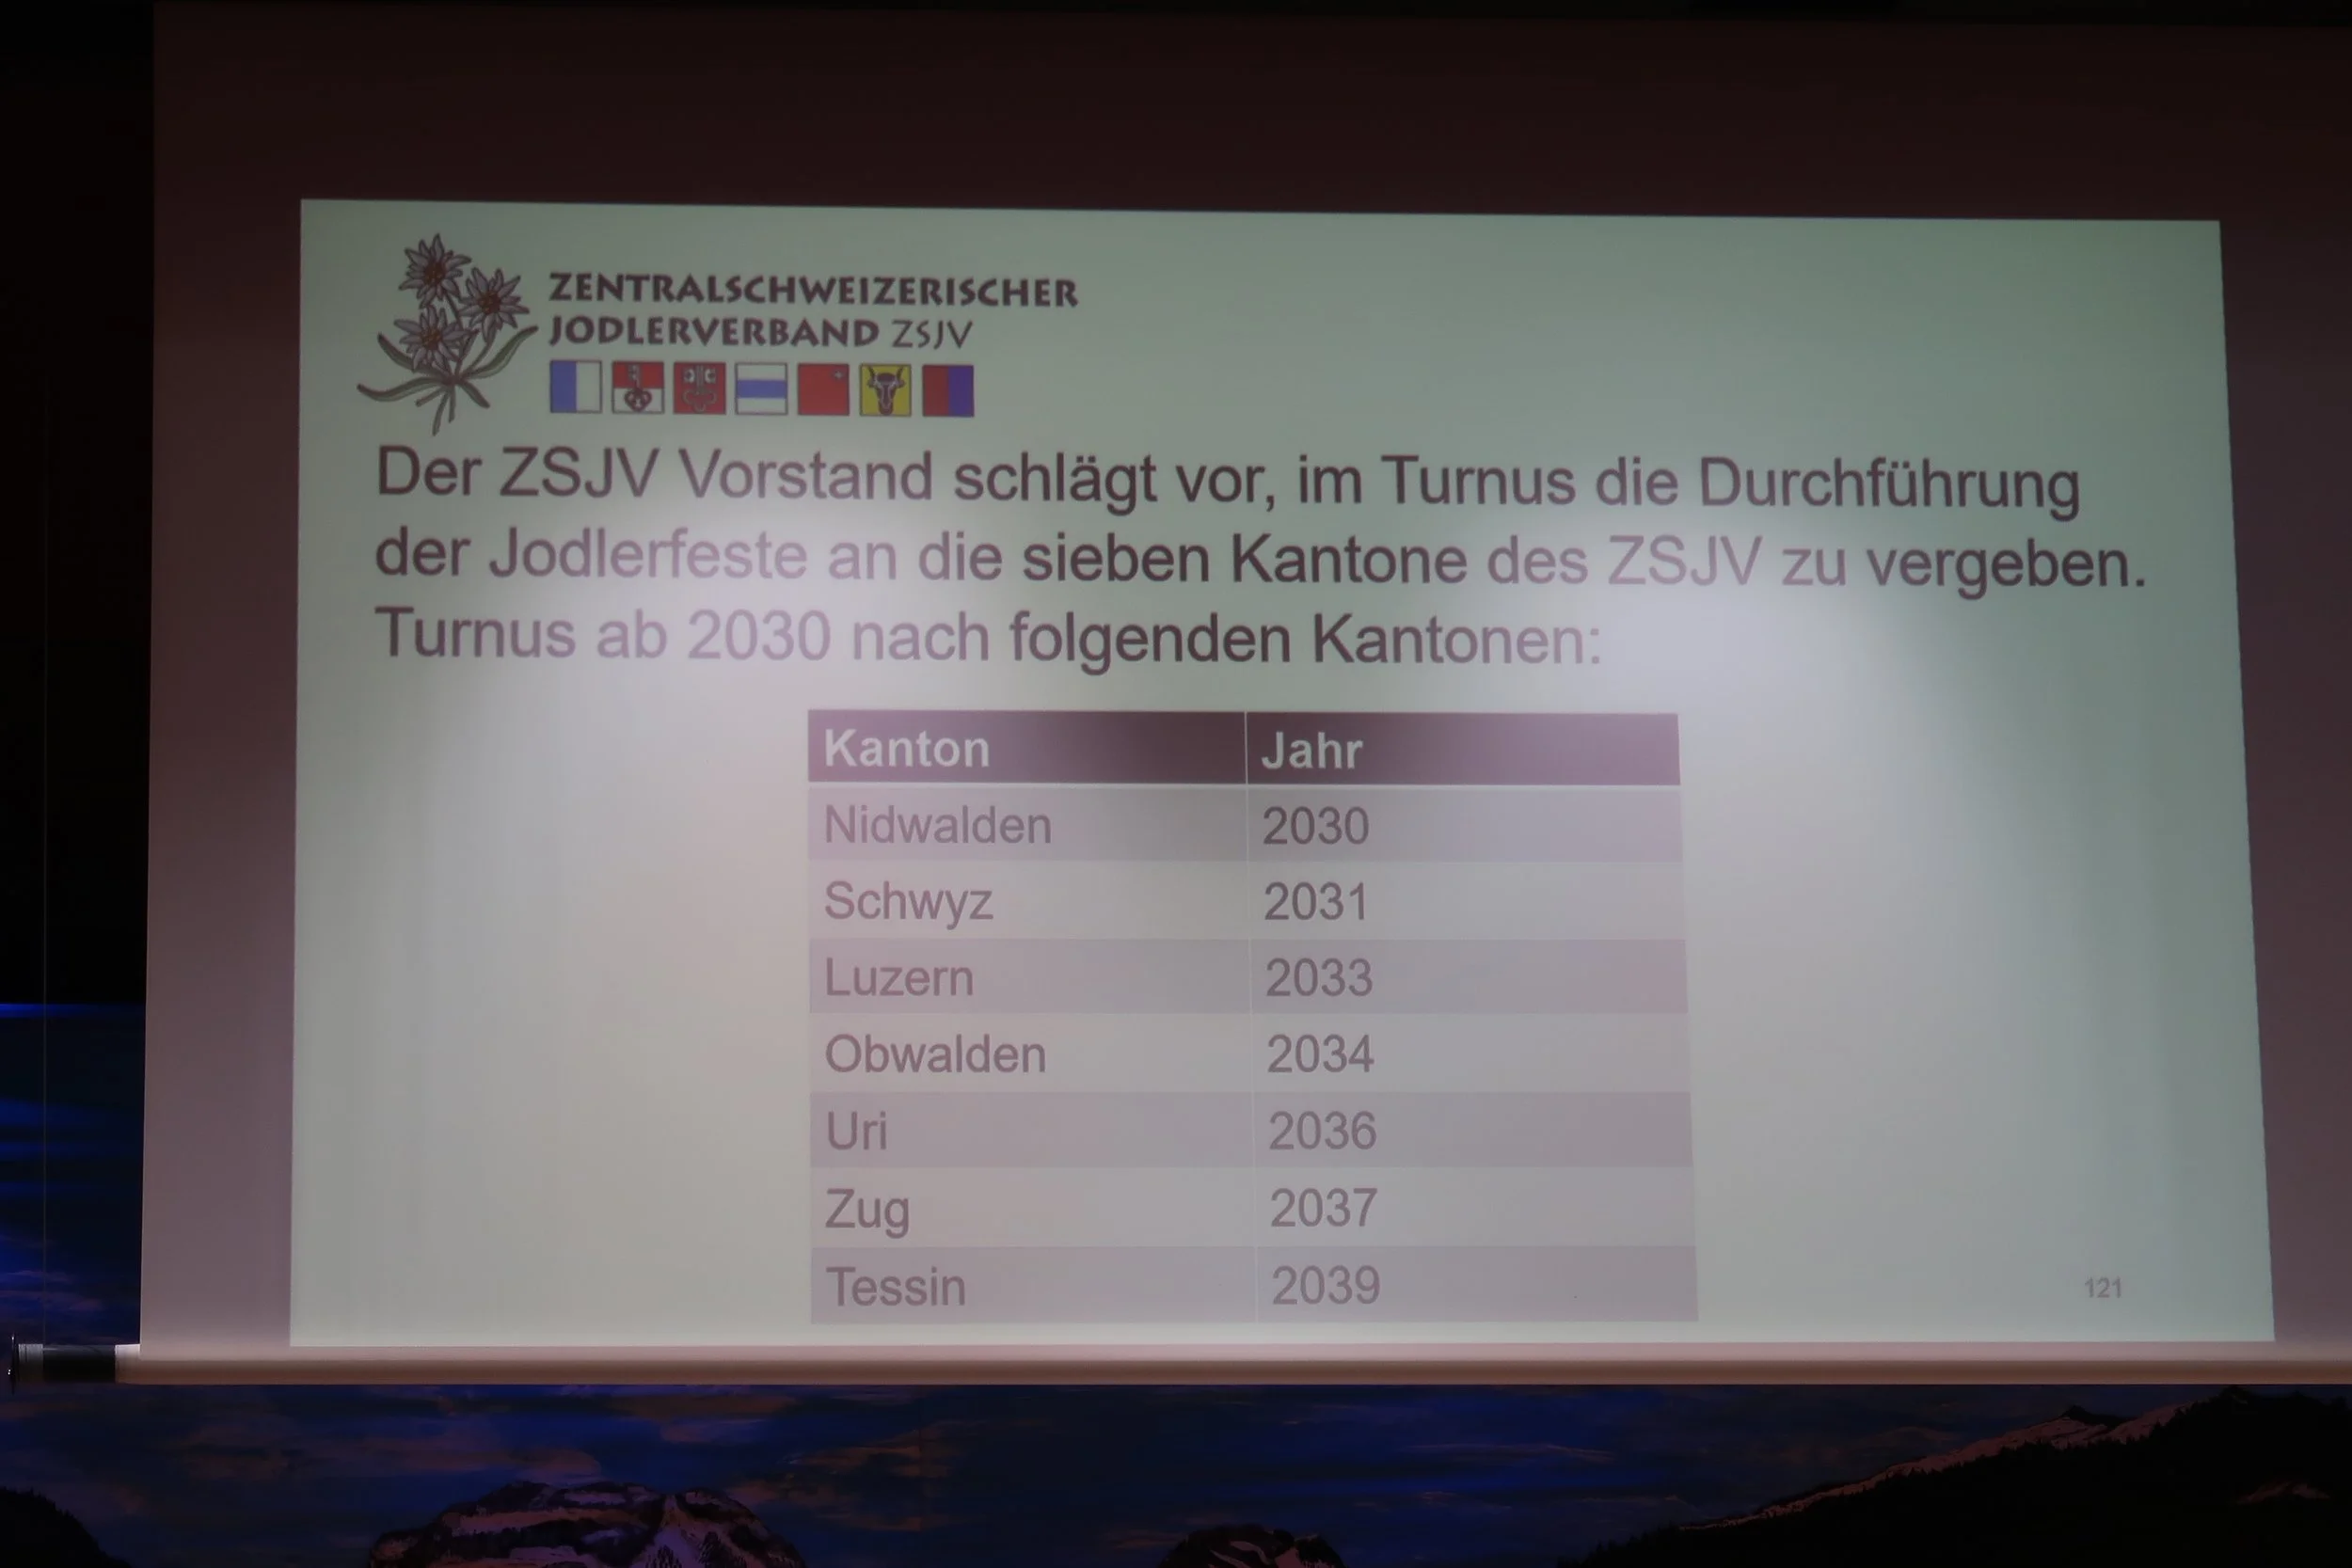 ZENTRALSCHWEIZERISCHER
JODLERVERBAND ZSJV
Der ZSJV Vorstand schlägt vor, im Turnus die Durchführung
der Jodlerfeste an die sieben Kantone des ZSJV zu vergeben.
Turnus ab 2030 nach folgenden Kantonen:
Kanton Jahr
Nidwalden 2030
Schwyz 2031
Luzern 2033
Obwalden 2034
Uri 2036
Zug 2037
Tessin 2039
121